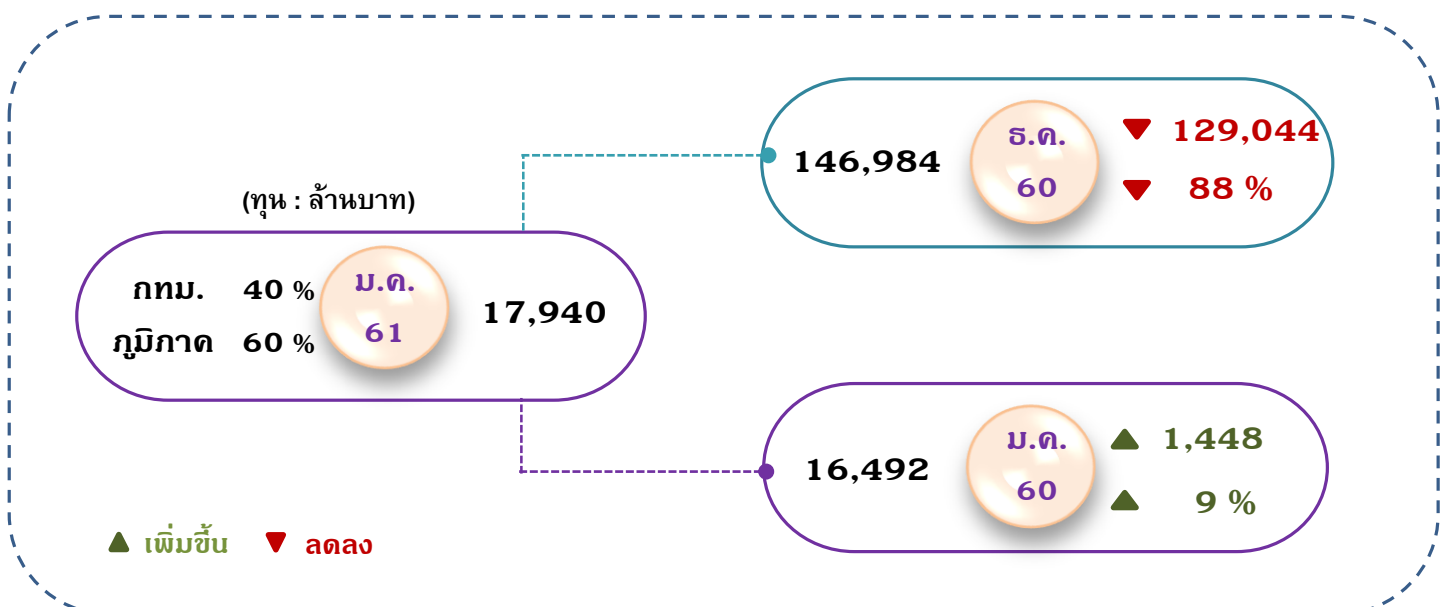 (ทุน : ล้านบาท)
กทม. 40 %
ภูมิภาค 60 %
ม.ค.
61
17,940
146,984
ธ.ค.
60
129,044
88 %
16,492
ม.ค.
60
1,448
9 %
เพิ่มขึ้น ลดลง